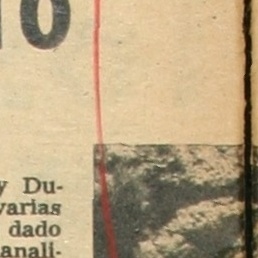 y Du-
varias
dado
anali-